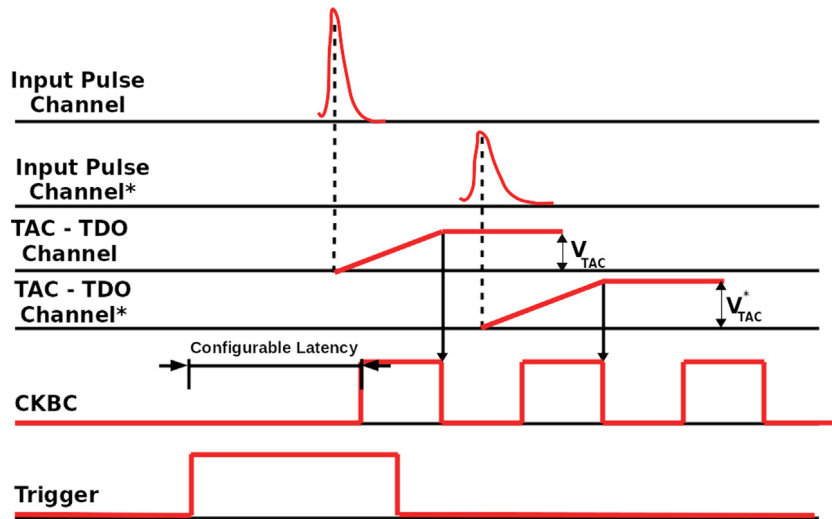 Input Pulse
Channel
Input Pulse
Channel*
TAC - TDO
Channel
V TAC
TAC - TDO
Channel*
V* TAC
Configurable Latency
CKBC
Trigger